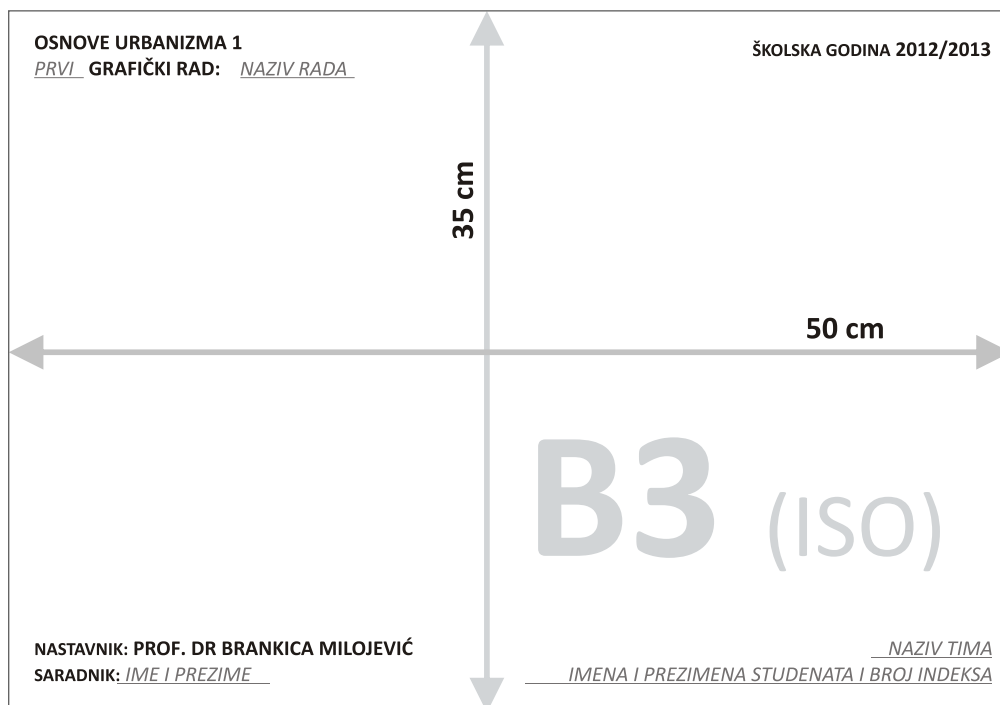 OSNOVE URBANIZMA 1
PRVI GRAFIČKI RAD: NAZIV RADA
ŠKOLSKA GODINA 2012/2013
35 cm
50 cm
B3 (ISO)
NASTAVNIK: PROF. DR BRANKICA MILOJEVIĆ
SARADNIK: IME I PREZIME
NAZIV TIMA
IMENA I PREZIMENA STUDENATA I BROJ INDEKSA